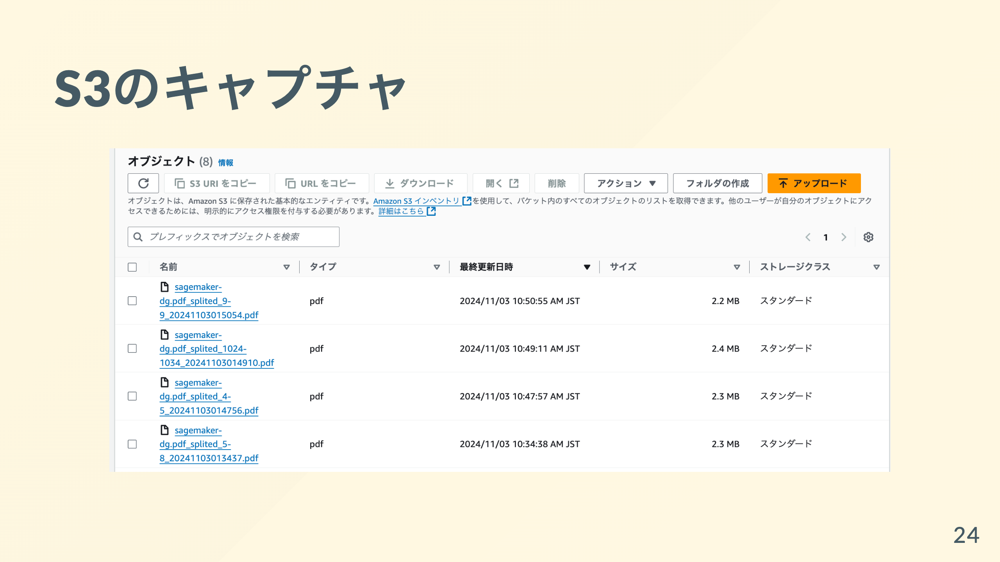 S3のキャプチャ
オブジェクト (8) 情報
S3 URI をコピー URL をコピー ダウンロード 開く 削除 アクション フォルダの作成 アップロード
オブジェクトは、Amazon S3 に保存された基本的なエンティティです。Amazon S3 インベントリ を使用して、バケット内のすべてのオブジェクトのリストを取得できます。他のユーザーが自分のオブジェクトにアク
セスできるためには、明示的にアクセス権限を付与する必要があります。詳細はこちら
プレフィックスでオブジェクトを検索
1
名前 タイプ 最終更新日時 サイズ ストレージクラス
sagemaker-
dg.pdf_splited_9- pdf 2024/11/03 10:50:55 AM JST 2.2 MB スタンダード
9_20241103015054.pdf
sagemaker-
dg.pdf_splited_1024- pdf 2024/11/03 10:49:11 AM JST 2.4 MB スタンダード
1034_20241103014910.pdf
sagemaker-
dg.pdf_splited_4- pdf 2024/11/03 10:47:57 AM JST 2.3 MB スタンダード
5_20241103014756.pdf
sagemaker-
dg.pdf_splited_5- pdf 2024/11/03 10:34:38 AM JST 2.3 MB スタンダード
8_20241103013437.pdf
24